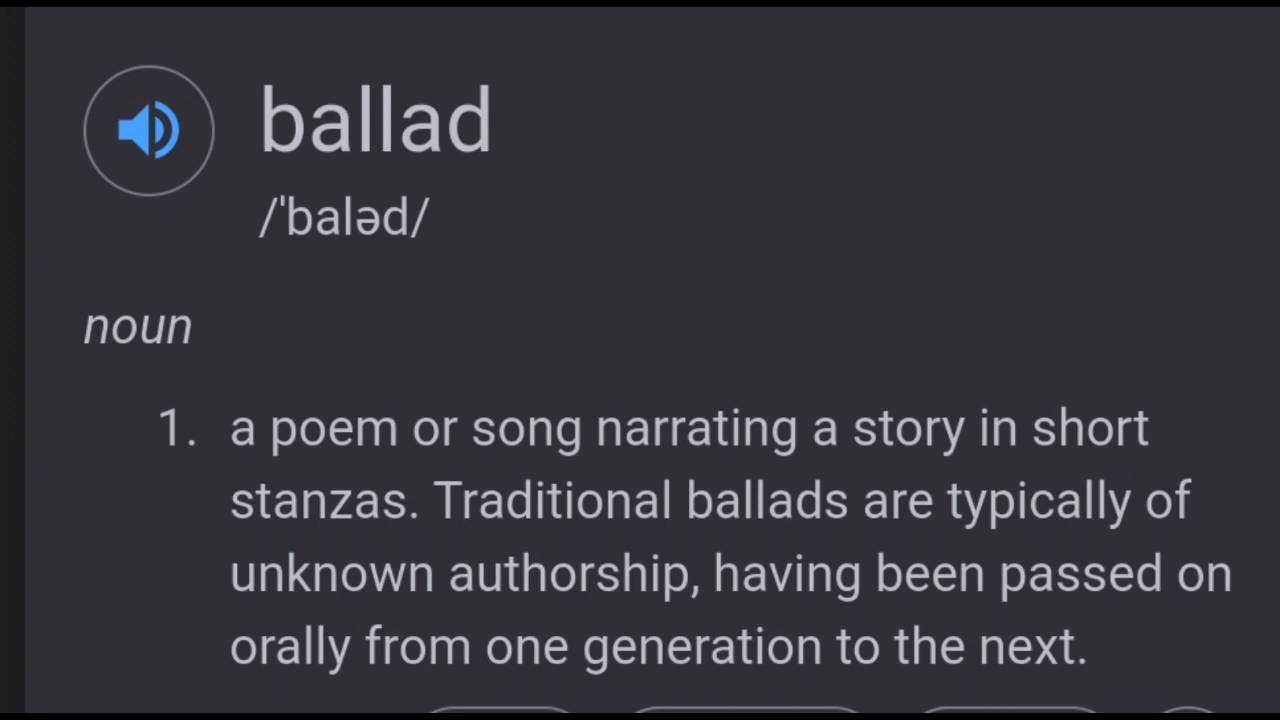 ballad
/ˈbaləd/
noun
1. a poem or song narrating a story in short
stanzas. Traditional ballads are typically of
unknown authorship, having been passed on
orally from one generation to the next.